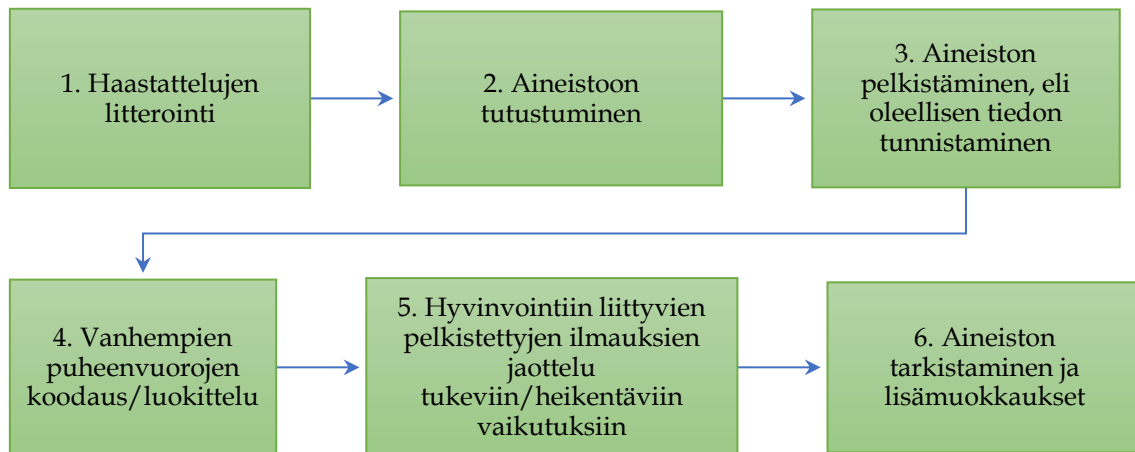 1. Haastattelujen
litterointi
2. Aineistoon
tutustuminen
3. Aineiston
pelkistäminen, eli
oleellisen tiedon
tunnistaminen
4. Vanhempien
puheenvuorojen
koodaus/luokittelu
5. Hyvinvointiin liittyvien
pelkistettyjen ilmauksien
jaottelu
tukeviin/heikentäviin
vaikutuksiin
6. Aineiston
tarkistaminen ja
lisämuokkaukset